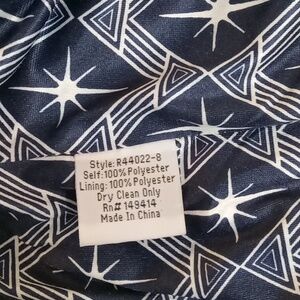 Style: R44022-8
Self:100%Polyester
Lining:100%Polyester
Dry Clean Only
Rn# 149414
Made In China